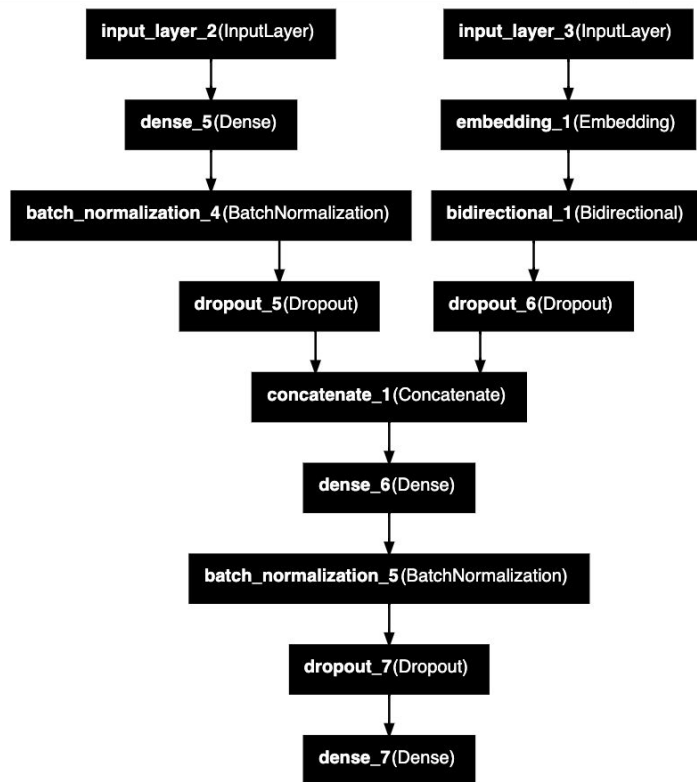 input_layer_2(InputLayer)
input_layer_3(InputLayer)
dense_5(Dense)
embedding_1(Embedding)
batch_normalization_4(BatchNormalization)
bidirectional_1(Bidirectional)
dropout_5(Dropout)
dropout_6(Dropout)
concatenate_1(Concatenate)
dense_6(Dense)
batch_normalization_5(BatchNormalization)
dropout_7(Dropout)
dense_7(Dense)